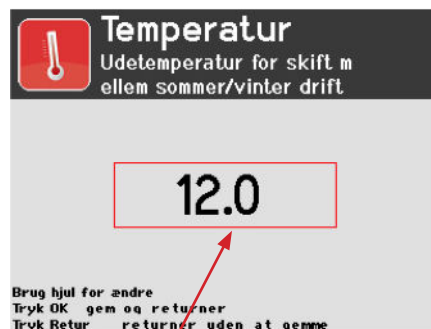 Temperatur
Udetemperatur for skift m
ellem sommer/vinter drift
12.0
Brug hjul for ændre
Tryk OK gem og returner
Tryk Retur returner uden at gemme